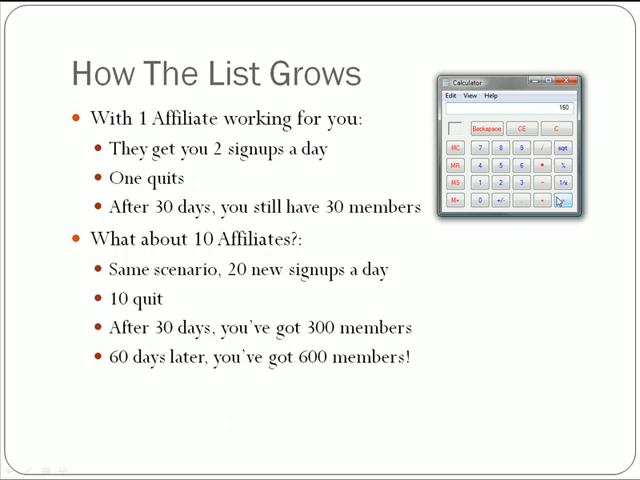 How The List Grows
With 1 Affiliate working for you:
They get you 2 signups a day
One quits
After 30 days, you still have 30 members
What about 10 Affiliates?:
Same scenario, 20 new signups a day
10 quit
After 30 days, you've got 300 members
60 days later, you've got 600 members!
Calculator
Edit View Help
160.
Backspace CE C
MC 7 8 9 / sqt
MR 4 5 6 * %
MS 1 2 3 - 1/x
M+ 0 +/- . + =